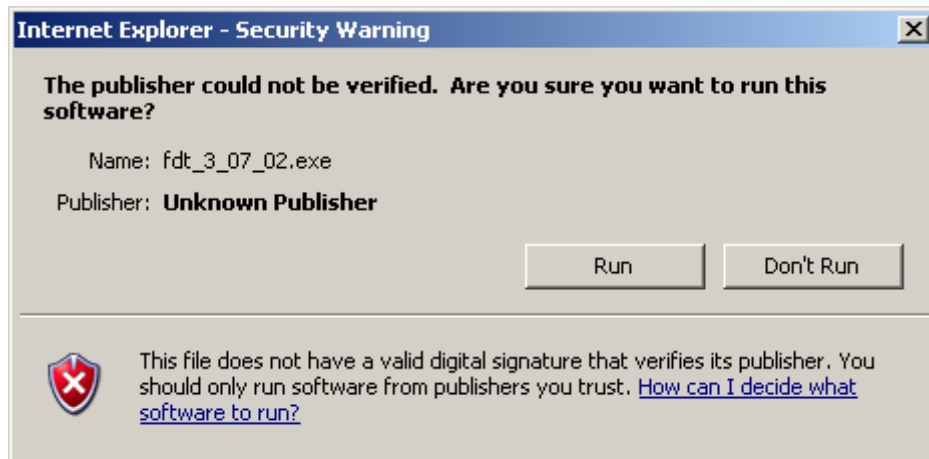 Internet Explorer - Security Warning
The publisher could not be verified.  Are you sure you want to run this
software?
Name: fdt_3_07_02.exe
Publisher: Unknown Publisher
Run Don't Run
This file does not have a valid digital signature that verifies its publisher. You
should only run software from publishers you trust. How can I decide what
software to run?